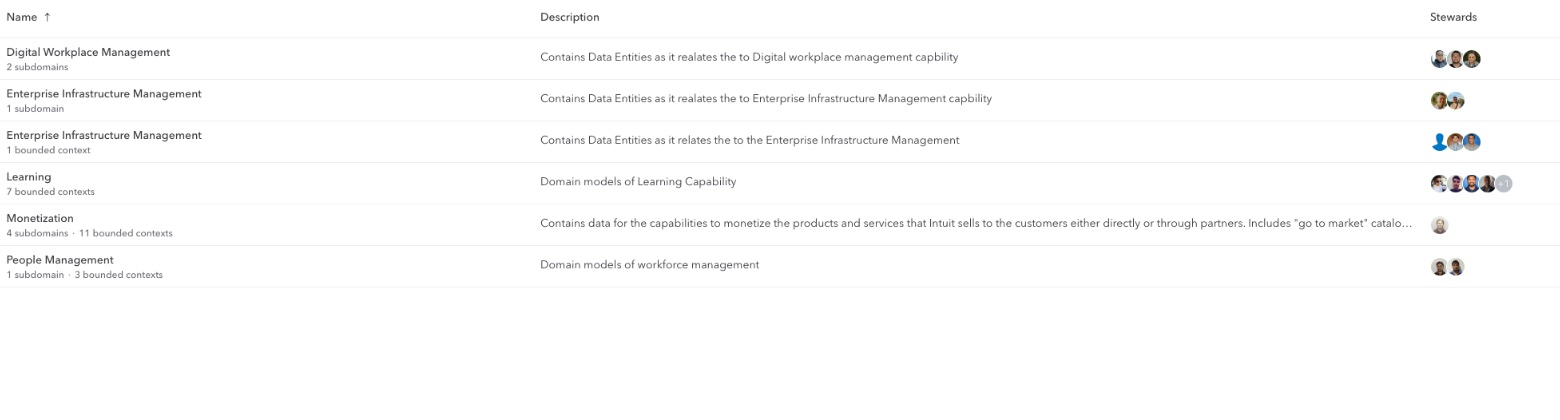 Name ↑ Description Stewards
Digital Workplace Management
2 subdomains
Contains Data Entities as it realates the to Digital workplace management capbility
Enterprise Infrastructure Management
1 subdomain
Contains Data Entities as it realates the to Enterprise Infrastructure Management capbility
Enterprise Infrastructure Management
1 bounded context
Contains Data Entities as it relates the to the Enterprise Infrastructure Management
Learning
7 bounded contexts
Domain models of Learning Capability
+1
Monetization
4 subdomains · 11 bounded contexts
Contains data for the capabilities to monetize the products and services that Intuit sells to the customers either directly or through partners. Includes "go to market" catalo...
People Management
1 subdomain · 3 bounded contexts
Domain models of workforce management